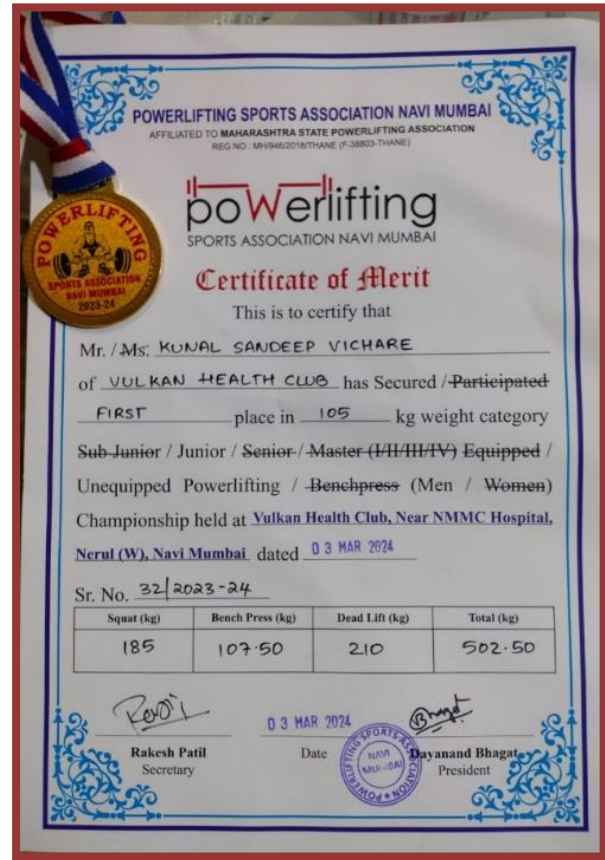 POWERLIFTING SPORTS ASSOCIATION NAVI MUMBAI
AFFILIATED TO MAHARASHTRA STATE POWERLIFTING ASSOCIATION
REG NO : MH/946/2018/THANE (F-38803-THANE)
powerlifting
SPORTS ASSOCIATION NAVI MUMBAI
POWERLIFTING
SPORTS ASSOCIATION
NAVI MUMBAI
2023-24
Certificate of Merit
This is to certify that
Mr. / Ms. KUNAL SANDEEP VICHARE
of VULKAN HEALTH CLUB has Secured / Participated
FIRST place in 105 kg weight category
Sub Junior / Junior / Senior / Master (I/II/III/IV) Equipped /
Unequipped Powerlifting / Benchpress (Men / Women)
Championship held at Vulkan Health Club, Near NMMC Hospital,
Nerul (W), Navi Mumbai dated 03 MAR 2024
Sr. No. 32/2023-24
Squat (kg) Bench Press (kg) Dead Lift (kg) Total (kg)
185 107.50 210 502.50
03 MAR 2024
Rakesh Patil Date Dayanand Bhagat
Secretary President
POWERLIFTING SPORTS ASSOCIATION
NAVI
MUMBAI